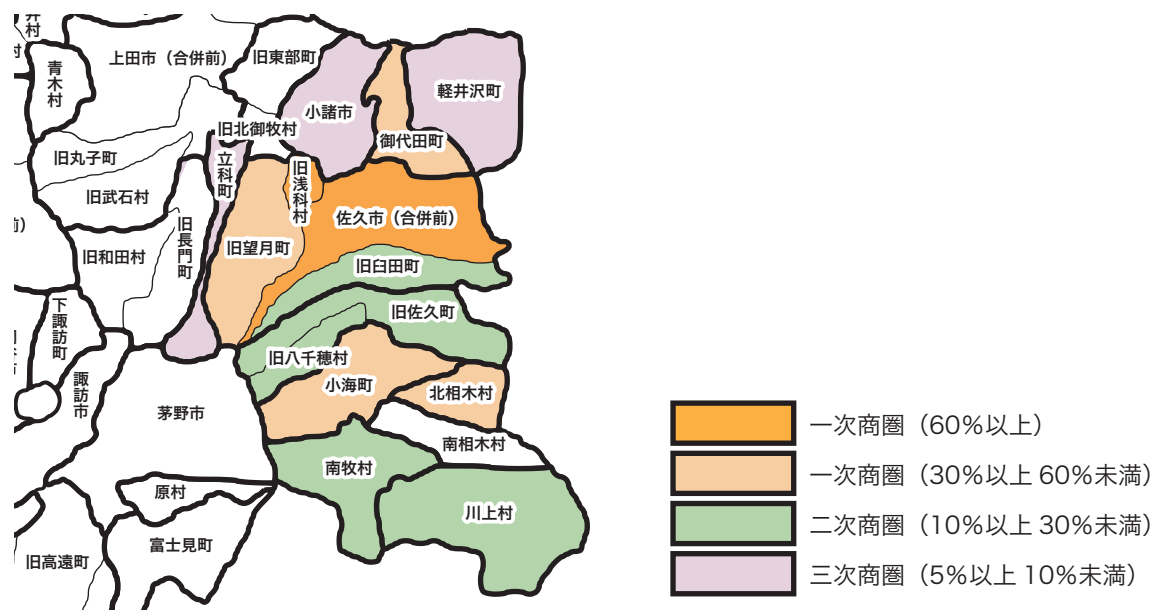 井村
村
青木村
上田市（合併前）
旧東部町
小諸市
軽井沢町
御代田町
旧北御牧村
立科町
旧丸子町
旧武石村
旧浅科村
佐久市（合併前）
前）
旧和田村
旧長門町
旧望月町
旧臼田町
旧佐久町
下諏訪町
旧八千穂村
小海町
北相木村
諏訪市
茅野市
南相木村
南牧村
原村
川上村
富士見町
旧高遠町
一次商圏（60%以上）
一次商圏（30%以上 60%未満）
二次商圏（10%以上 30%未満）
三次商圏（5%以上 10%未満）